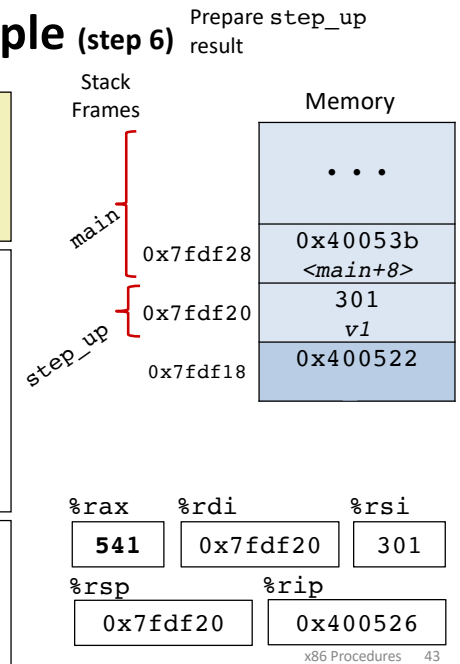 ple (step 6)
Prepare step_up
result
Stack
Frames
Memory
• • •
main
0x7fdf28
0x40053b
<main+8>
step_up
0x7fdf20
301
v1
0x7fdf18
0x400522
%rax
%rdi
%rsi
541
0x7fdf20
301
%rsp
%rip
0x7fdf20
0x400526
x86 Procedures 43